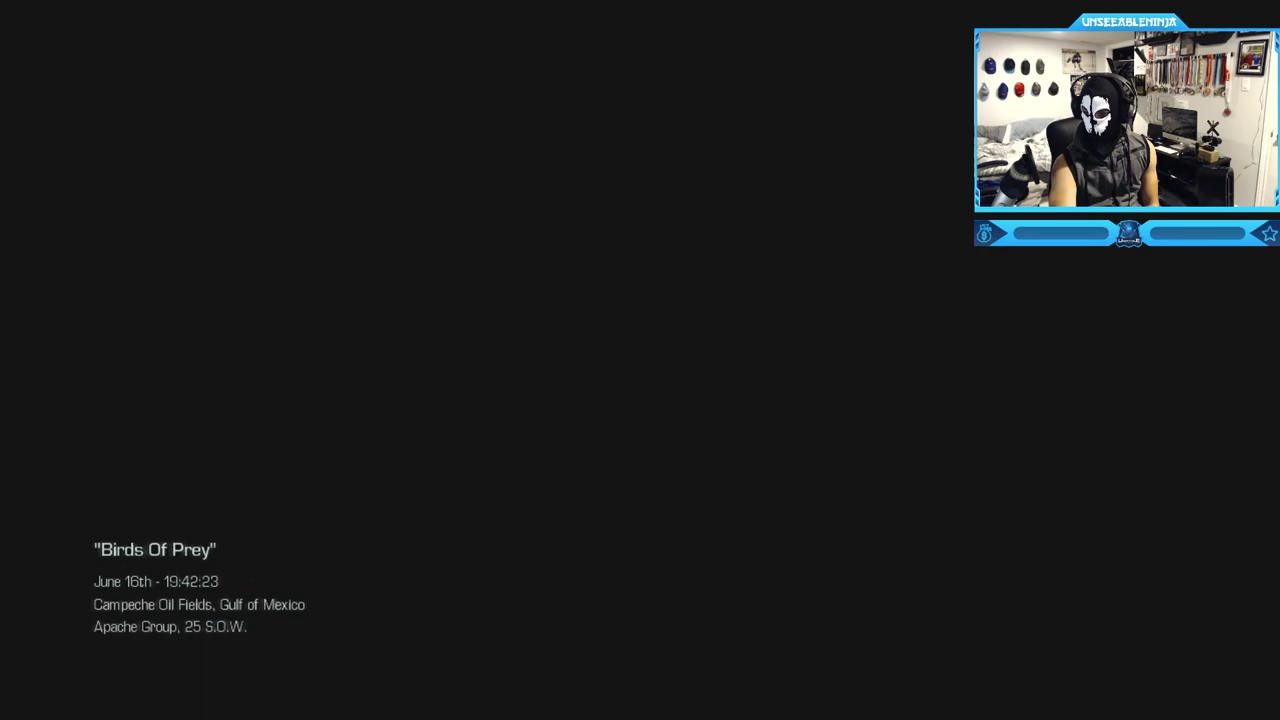 UNSEEABLENINJA
"Birds Of Prey"
June 16th - 19:42:23
Campeche Oil Fields, Gulf of Mexico
Apache Group, 25 S.O.W.